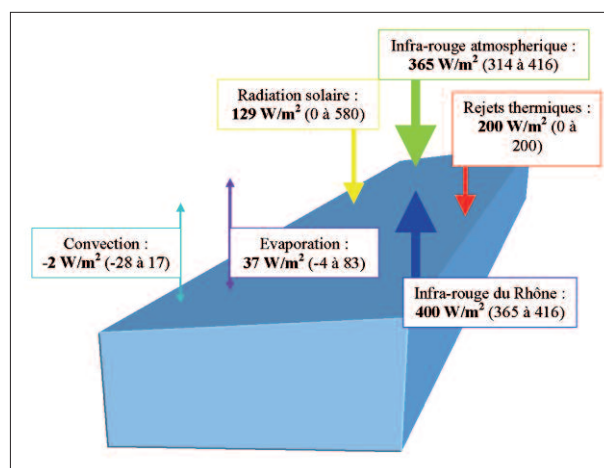 Infra-rouge atmospherique :
365 W/m² (314 à 416)
Radiation solaire :
129 W/m² (0 à 580)
Rejets thermiques :
200 W/m² (0 à
200)
Convection :
-2 W/m² (-28 à 17)
Evaporation :
37 W/m² (-4 à 83)
Infra-rouge du Rhône :
400 W/m² (365 à 416)